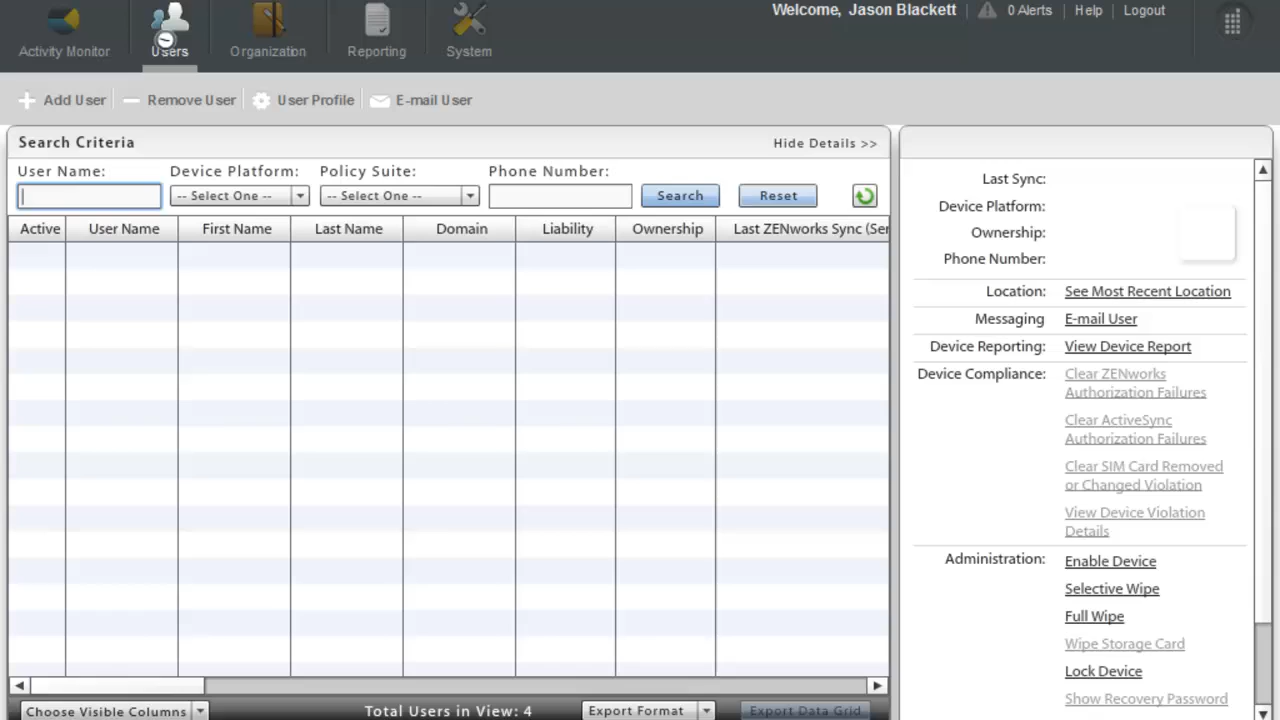 Welcome, Jason Blackett 0 Alerts Help Logout
Activity Monitor Users Organization Reporting System
Add User Remove User User Profile E-mail User
Search Criteria Hide Details >>
User Name: Device Platform: Policy Suite: Phone Number:
-- Select One -- -- Select One -- Search Reset
Active User Name First Name Last Name Domain Liability Ownership Last ZENworks Sync (Ser
Choose Visible Columns Total Users in View: 4 Export Format Export Data Grid
Last Sync:
Device Platform:
Ownership:
Phone Number:
Location: See Most Recent Location
Messaging E-mail User
Device Reporting: View Device Report
Device Compliance: Clear ZENworks
Authorization Failures
Clear ActiveSync
Authorization Failures
Clear SIM Card Removed
or Changed Violation
View Device Violation
Details
Administration: Enable Device
Selective Wipe
Full Wipe
Wipe Storage Card
Lock Device
Show Recovery Password